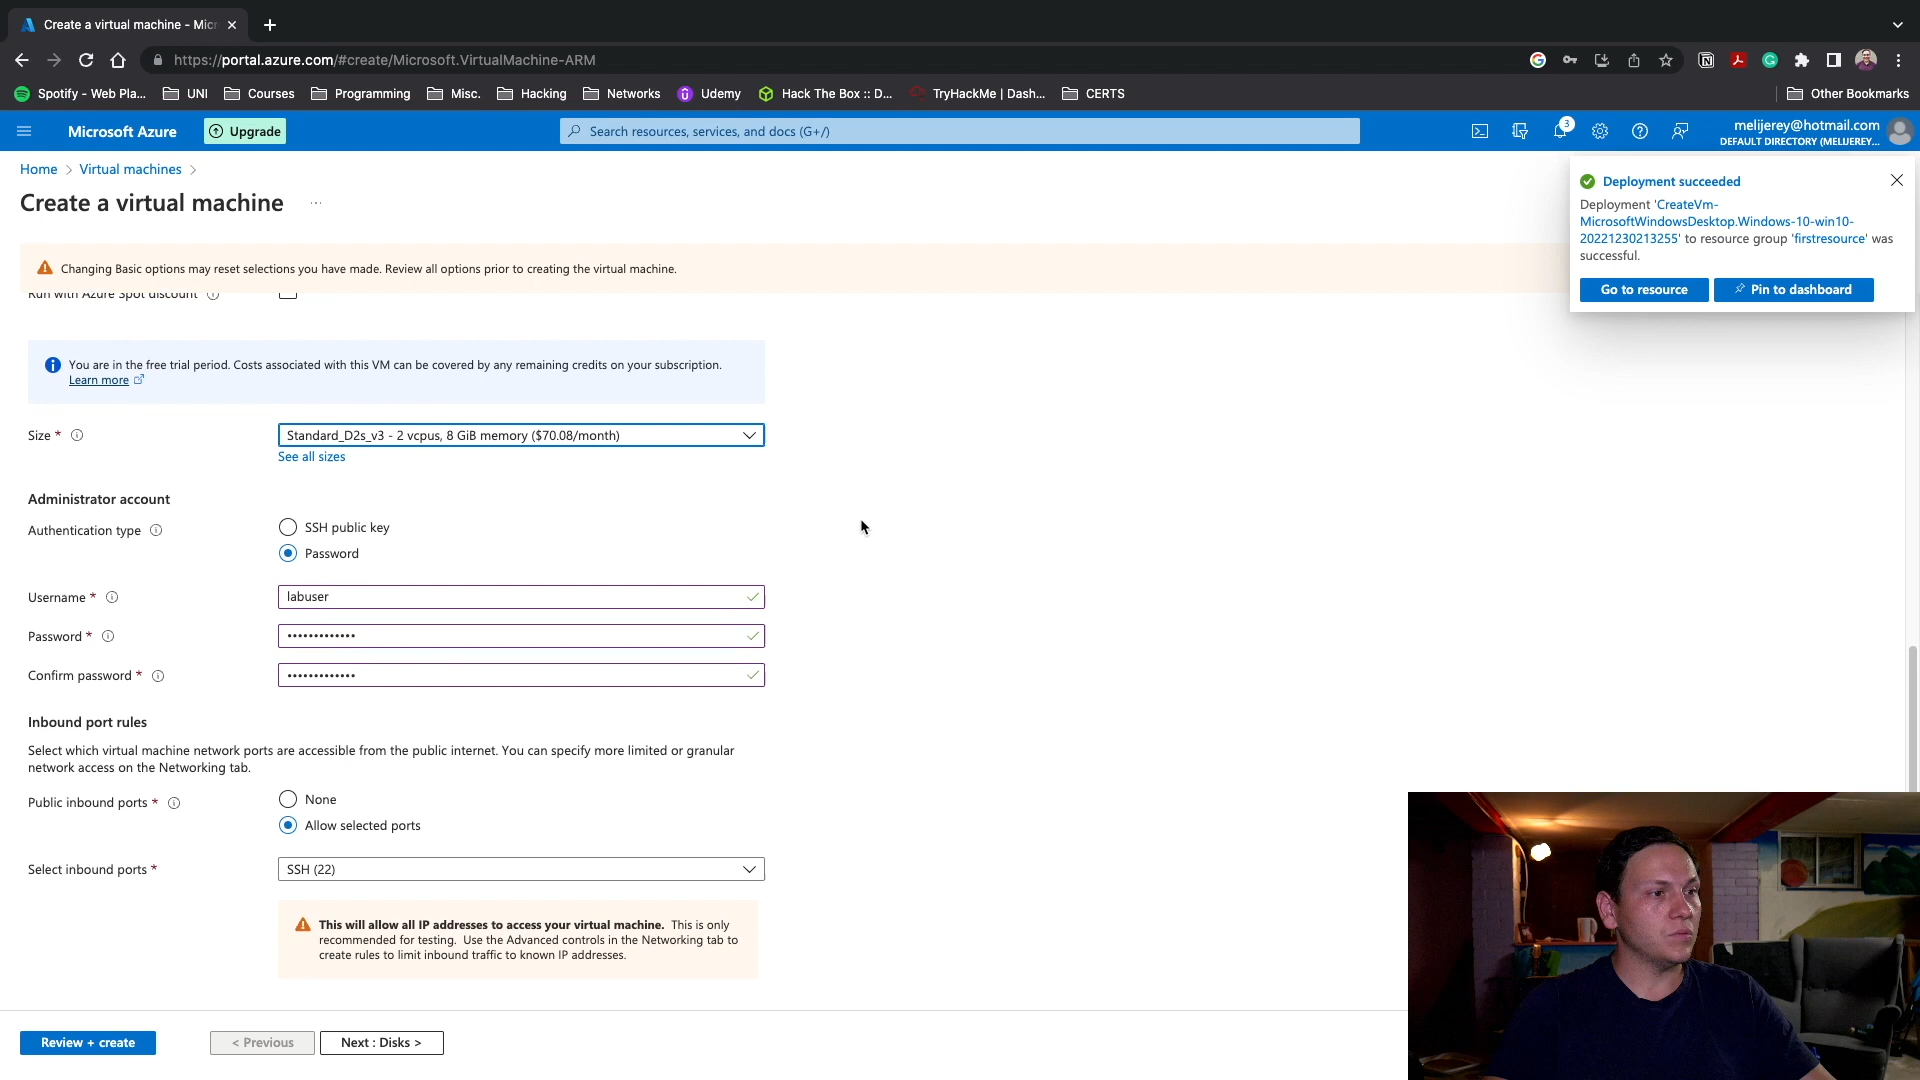 Create a virtual machine - Micr
https://portal.azure.com/#create/Microsoft.VirtualMachine-ARM
Spotify - Web Pla...
UNI
Courses
Programming
Misc.
Hacking
Networks
Udemy
Hack The Box :: D...
TryHackMe | Dash...
CERTS
Other Bookmarks
Microsoft Azure
Upgrade
Search resources, services, and docs (G+/)
3
melijerey@hotmail.com
DEFAULT DIRECTORY (MELIJEREY...
Home > Virtual machines >
Create a virtual machine
...
Deployment succeeded
Deployment 'CreateVm-
MicrosoftWindowsDesktop.Windows-10-win10-
20221230213255' to resource group 'firstresource' was
successful.
Go to resource
Pin to dashboard
Changing Basic options may reset selections you have made. Review all options prior to creating the virtual machine.
Run with Azure Spot discount
You are in the free trial period. Costs associated with this VM can be covered by any remaining credits on your subscription.
Learn more
Size *
Standard_D2s_v3 - 2 vcpus, 8 GiB memory ($70.08/month)
See all sizes
Administrator account
Authentication type
SSH public key
Password
Username *
labuser
Password *
•••••••••••••
Confirm password *
•••••••••••••
Inbound port rules
Select which virtual machine network ports are accessible from the public internet. You can specify more limited or granular
network access on the Networking tab.
Public inbound ports *
None
Allow selected ports
Select inbound ports *
SSH (22)
This will allow all IP addresses to access your virtual machine. This is only
recommended for testing. Use the Advanced controls in the Networking tab to
create rules to limit inbound traffic to known IP addresses.
Review + create
< Previous
Next : Disks >